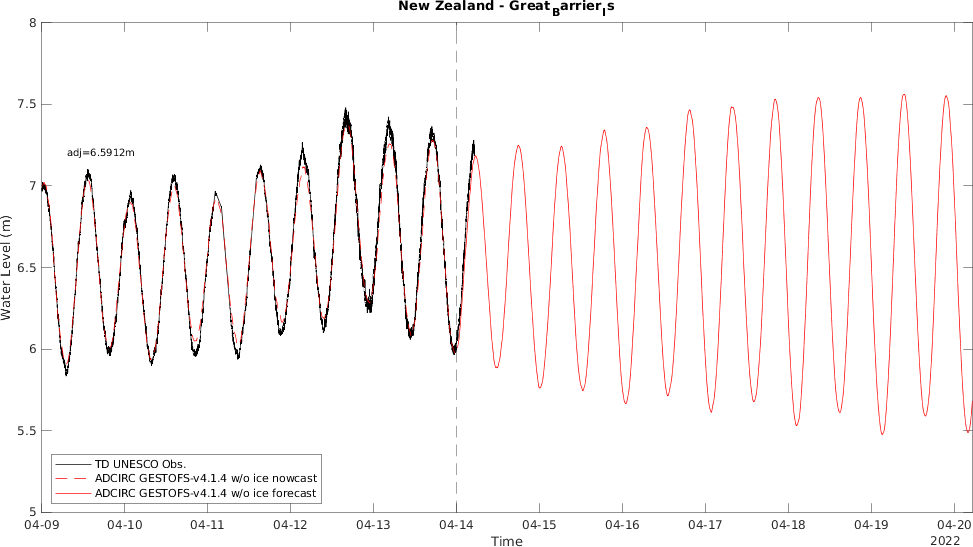 New Zealand - GreatBarrierIs
8
7.5
7
6.5
6
5.5
5
Water Level (m)
adj=6.5912m
TD UNESCO Obs.
ADCIRC GESTOFS-v4.1.4 w/o ice nowcast
ADCIRC GESTOFS-v4.1.4 w/o ice forecast
04-09 04-10 04-11 04-12 04-13 04-14 04-15 04-16 04-17 04-18 04-19 04-20
Time 2022